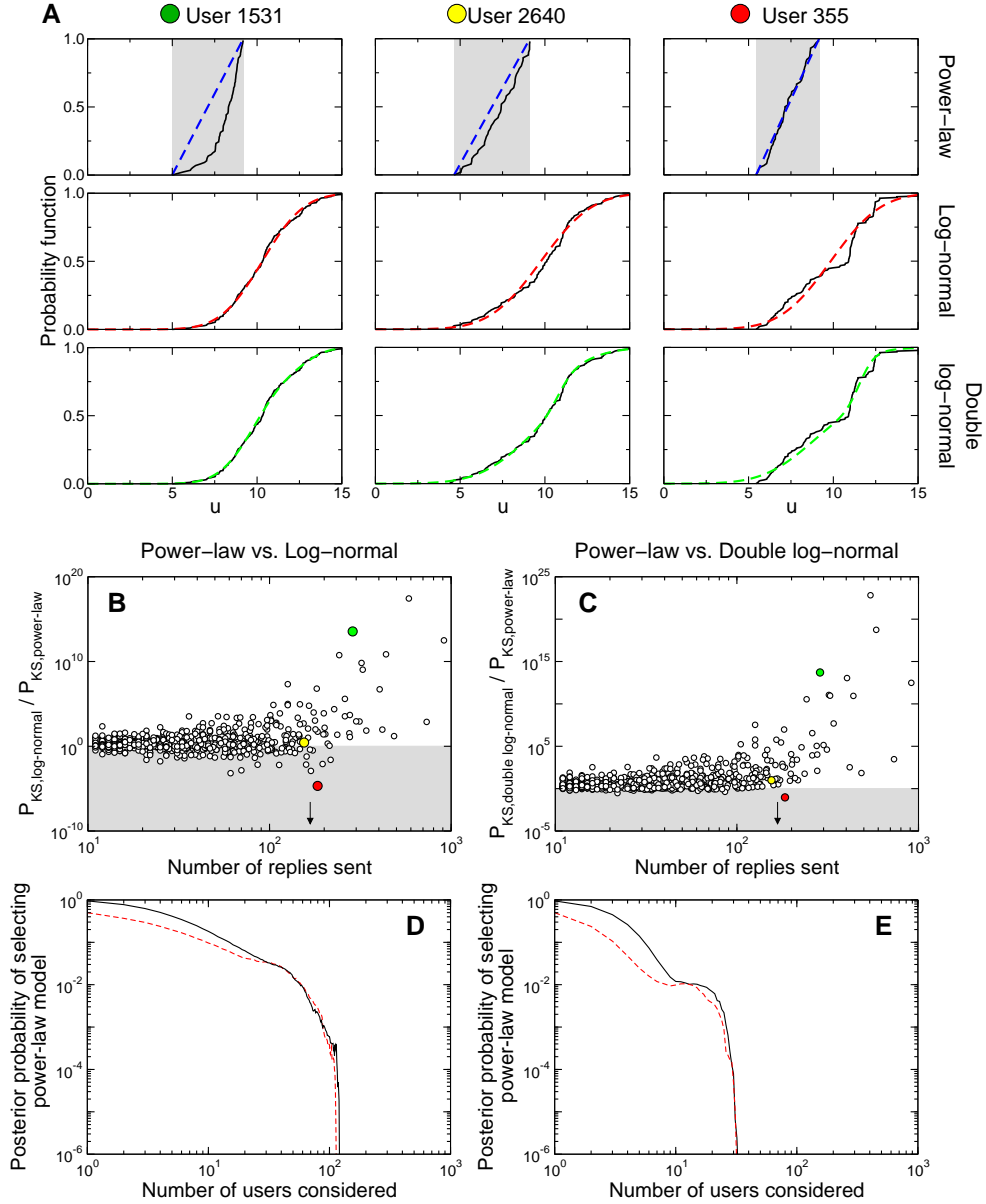 A
User 1531
User 2640
User 355
Probability function
1.0
0.5
0.0
Power−law
1.0
0.5
0.0
Log−normal
1.0
0.5
0.0
Double
log−normal
0 5 10 15
0 5 10 15
0 5 10 15
u
u
u
Power−law vs. Log−normal
B
P_KS,log-normal / P_KS,power-law
10^20
10^10
10^0
10^-10
10^1 10^2 10^3
Number of replies sent
Power−law vs. Double log−normal
C
P_KS,double log-normal / P_KS,power-law
10^25
10^15
10^5
10^-5
10^1 10^2 10^3
Number of replies sent
D
Posterior probability of selecting
power-law model
10^0
10^-2
10^-4
10^-6
10^0 10^1 10^2 10^3
Number of users considered
E
Posterior probability of selecting
power-law model
10^0
10^-2
10^-4
10^-6
10^0 10^1 10^2 10^3
Number of users considered